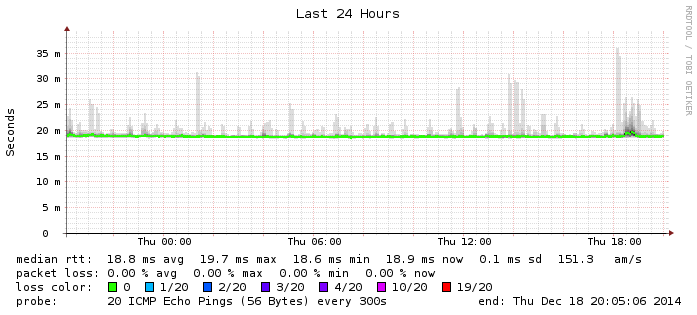 Last 24 Hours
RRDTOOL / TOBI OETIKER
Seconds
35 m
30 m
25 m
20 m
15 m
10 m
5 m
0
Thu 00:00 Thu 06:00 Thu 12:00 Thu 18:00
median rtt: 18.8 ms avg 19.7 ms max 18.6 ms min 18.9 ms now 0.1 ms sd 151.3 am/s
packet loss: 0.00 % avg 0.00 % max 0.00 % min 0.00 % now
loss color: 0 1/20 2/20 3/20 4/20 10/20 19/20
probe: 20 ICMP Echo Pings (56 Bytes) every 300s end: Thu Dec 18 20:05:06 2014